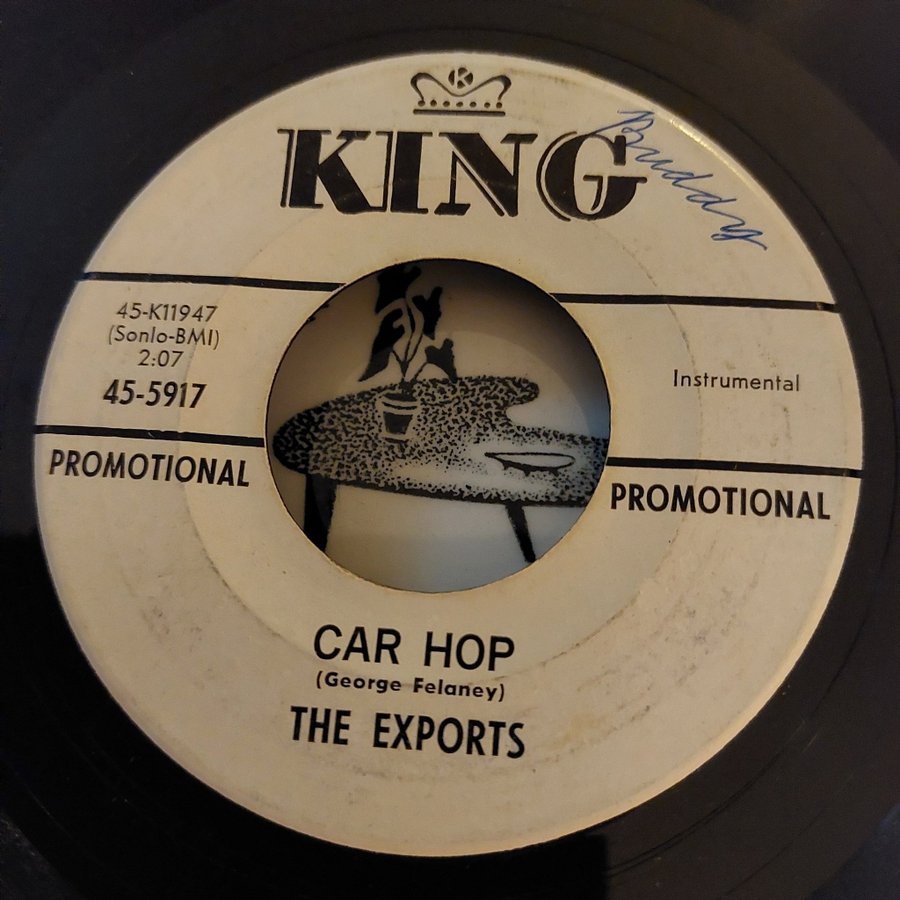 K
KING
Buddy
45-K11947
(Sonlo-BMI)
2:07
45-5917
Instrumental
PROMOTIONAL
PROMOTIONAL
CAR HOP
(George Felaney)
THE EXPORTS